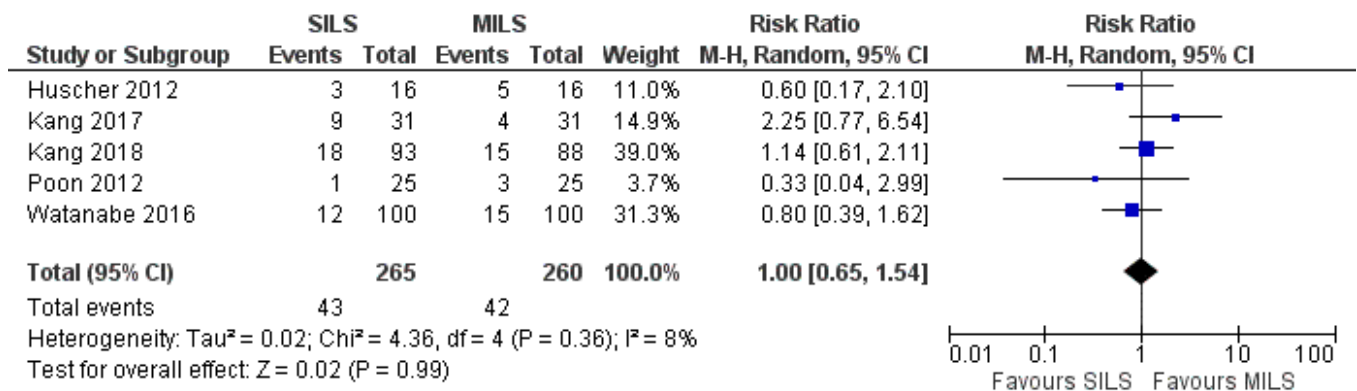 SILS MILS Risk Ratio Risk Ratio
Study or Subgroup Events Total Events Total Weight M-H, Random, 95% CI M-H, Random, 95% CI
Huscher 2012 3 16 5 16 11.0% 0.60 [0.17, 2.10]
Kang 2017 9 31 4 31 14.9% 2.25 [0.77, 6.54]
Kang 2018 18 93 15 88 39.0% 1.14 [0.61, 2.11]
Poon 2012 1 25 3 25 3.7% 0.33 [0.04, 2.99]
Watanabe 2016 12 100 15 100 31.3% 0.80 [0.39, 1.62]
Total (95% CI) 265 260 100.0% 1.00 [0.65, 1.54]
Total events 43 42
Heterogeneity: Tau² = 0.02; Chi² = 4.36, df = 4 (P = 0.36); I² = 8%
Test for overall effect: Z = 0.02 (P = 0.99)
0.01 0.1 1 10 100
Favours SILS Favours MILS